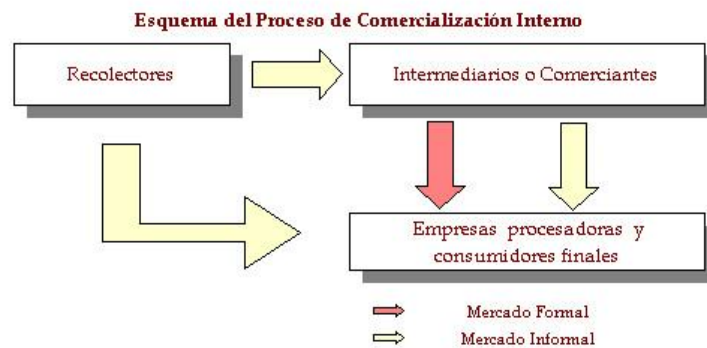 Esquema del Proceso de Comercialización Interno
Recolectores
Intermediarios o Comerciantes
Empresas procesadoras y
consumidores finales
Mercado Formal
Mercado Informal